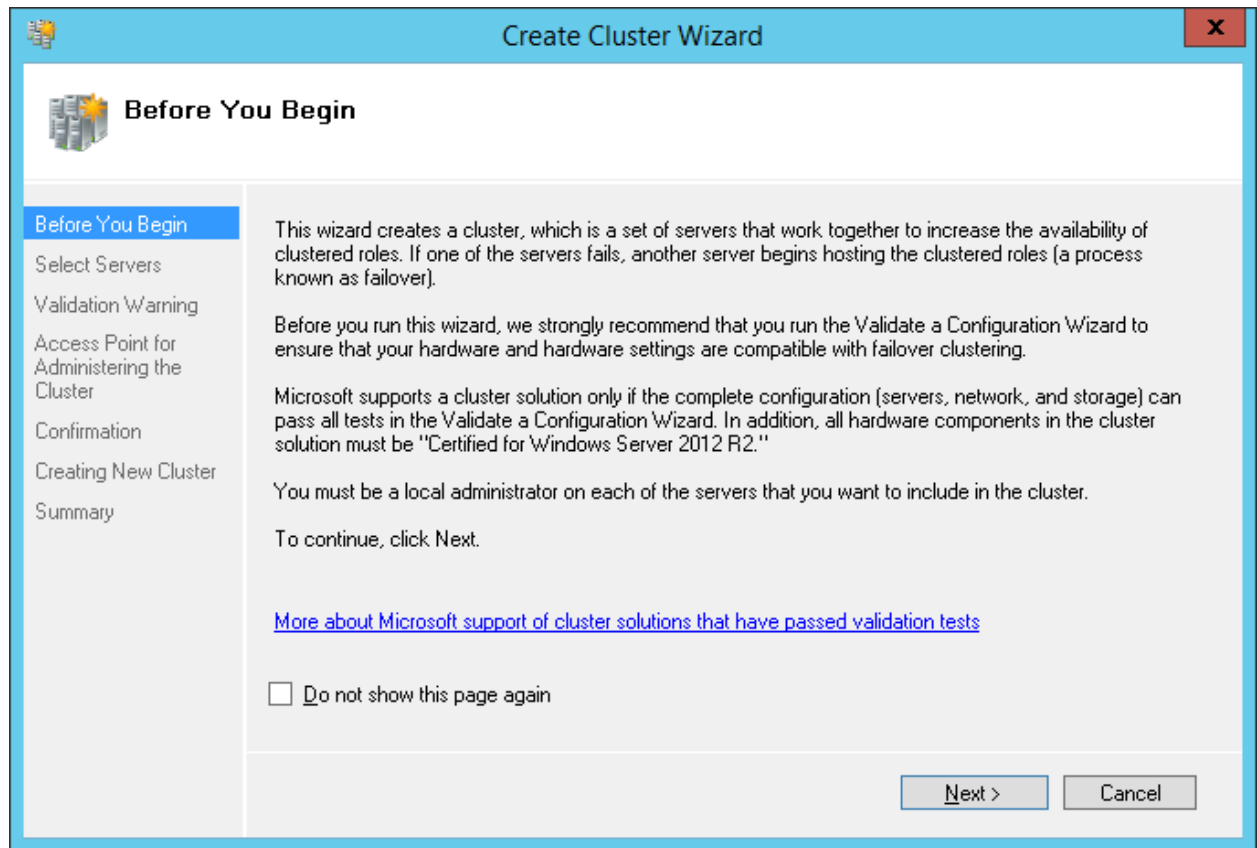 Create Cluster Wizard
x
Before You Begin
Before You Begin
Select Servers
Validation Warning
Access Point for
Administering the
Cluster
Confirmation
Creating New Cluster
Summary
This wizard creates a cluster, which is a set of servers that work together to increase the availability of
clustered roles. If one of the servers fails, another server begins hosting the clustered roles (a process
known as failover).
Before you run this wizard, we strongly recommend that you run the Validate a Configuration Wizard to
ensure that your hardware and hardware settings are compatible with failover clustering.
Microsoft supports a cluster solution only if the complete configuration (servers, network, and storage) can
pass all tests in the Validate a Configuration Wizard. In addition, all hardware components in the cluster
solution must be "Certified for Windows Server 2012 R2."
You must be a local administrator on each of the servers that you want to include in the cluster.
To continue, click Next.
More about Microsoft support of cluster solutions that have passed validation tests
Do not show this page again
Next >
Cancel